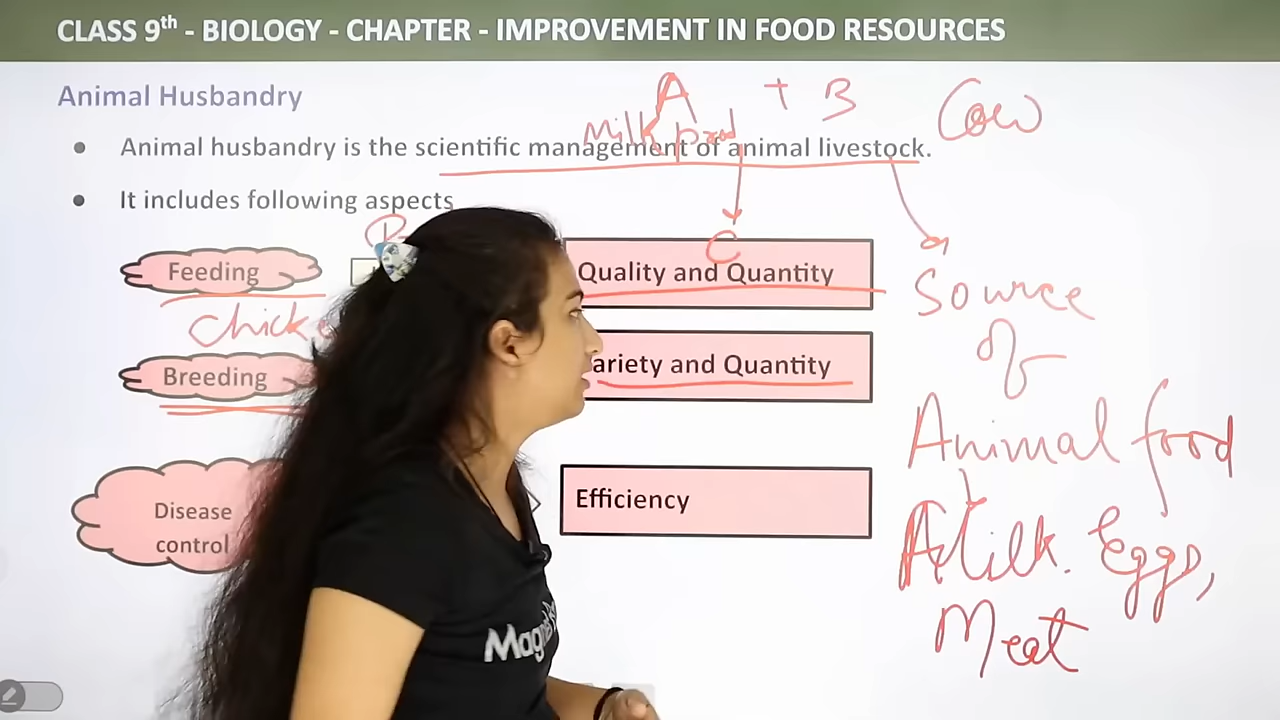 CLASS 9th - BIOLOGY - CHAPTER - IMPROVEMENT IN FOOD RESOURCES
Animal Husbandry
A + B Cow
Milk prod
• Animal husbandry is the scientific management of animal livestock.
• It includes following aspects
C
Feeding
Quality and Quantity
Source
of
Animal food
Milk. Eggs,
Meat
Breeding
ariety and Quantity
Disease
control
Efficiency